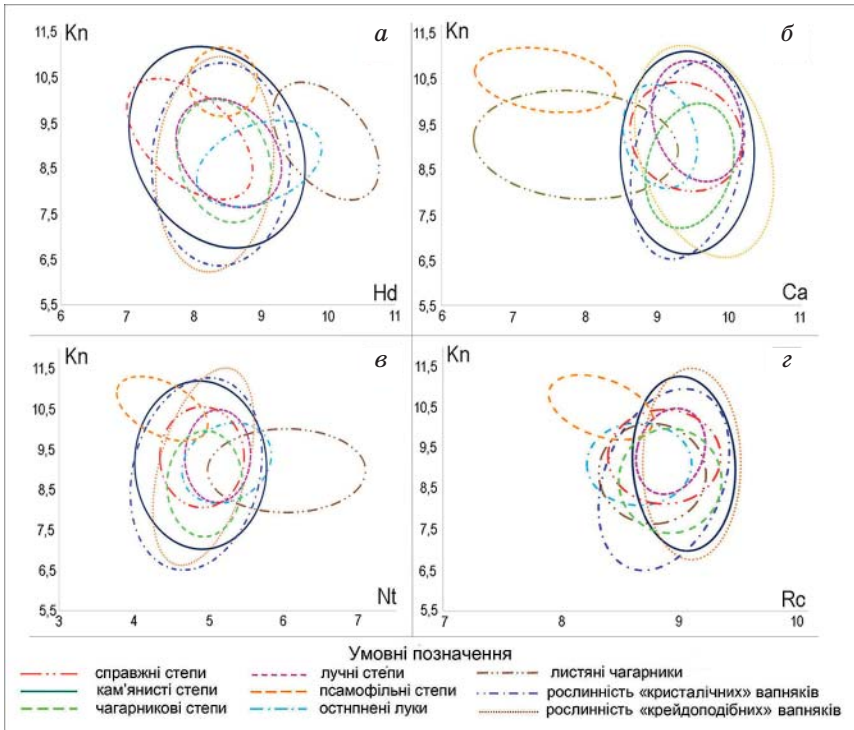 Kn
а
11,5
10,5
9,5
8,5
7,5
6,5
5,5
Hd
6 7 8 9 10 11
Kn
б
11,5
10,5
9,5
8,5
7,5
6,5
5,5
Ca
6 7 8 9 10 11
Kn
в
11,5
10,5
9,5
8,5
7,5
6,5
5,5
Nt
3 4 5 6 7
Kn
г
11,5
10,5
9,5
8,5
7,5
6,5
5,5
Rc
7 8 9 10
Умовні позначення
справжні степи лучні степи листяні чагарники
кам'янисті степи псамофільні степи рослинність «кристалічних» вапняків
чагарникові степи остпнпені луки рослинність «крейдоподібних» вапняків